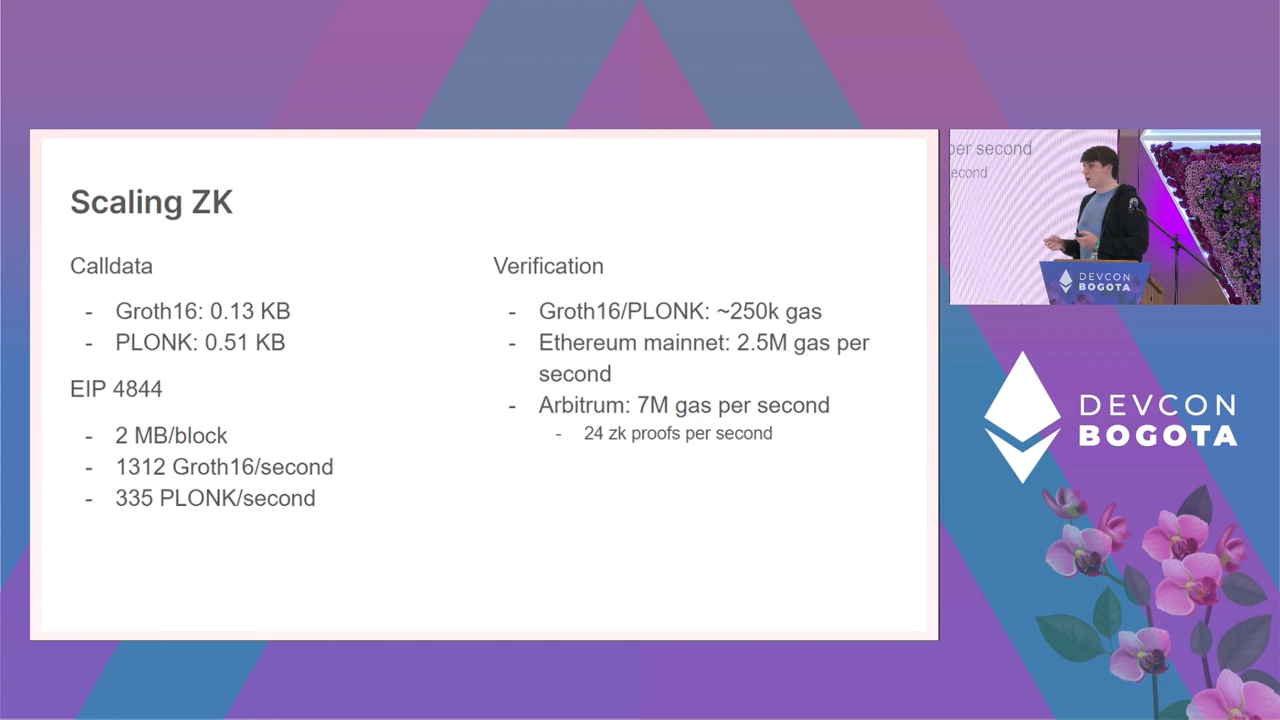 Scaling ZK
Calldata
- Groth16: 0.13 KB
- PLONK: 0.51 KB
EIP 4844
- 2 MB/block
- 1312 Groth16/second
- 335 PLONK/second
Verification
- Groth16/PLONK: ~250k gas
- Ethereum mainnet: 2.5M gas per
second
- Arbitrum: 7M gas per second
- 24 zk proofs per second
per second
econd
DEVCON
BOGOTA
DEVCON
BOGOTA